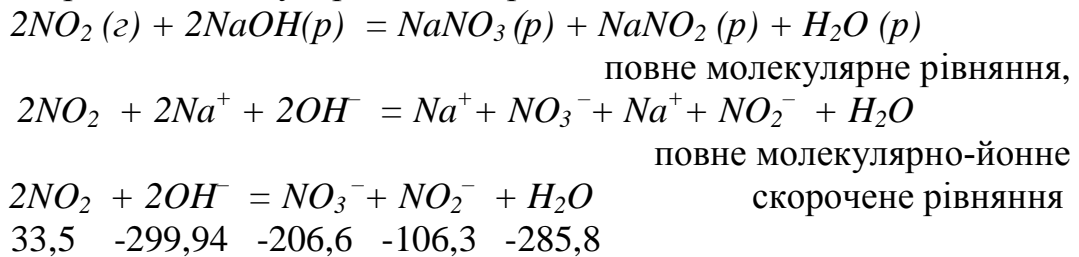 2NO₂ (г) + 2NaOH(p) = NaNO₃ (p) + NaNO₂ (p) + H₂O (p)
повне молекулярне рівняння,
2NO₂ + 2Na⁺ + 2OH⁻ = Na⁺ + NO₃⁻ + Na⁺ + NO₂⁻ + H₂O
повне молекулярно-йонне
2NO₂ + 2OH⁻ = NO₃⁻ + NO₂⁻ + H₂O скорочене рівняння
33,5 -299,94 -206,6 -106,3 -285,8